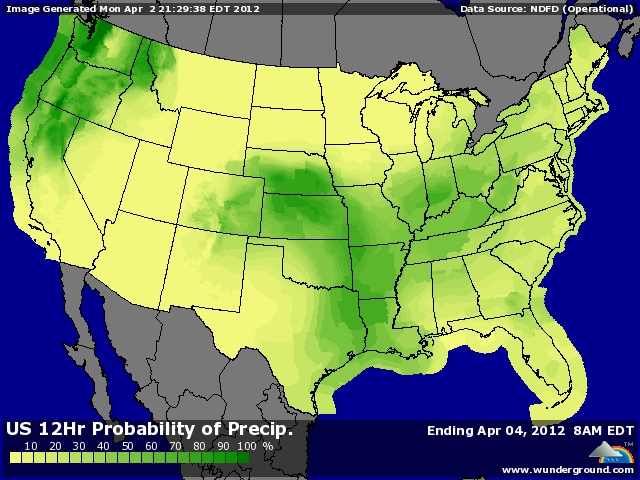 Image Generated Mon Apr  2 21:29:38 EDT 2012
Data Source: NDFD (Operational)
US 12Hr Probability of Precip.
Ending Apr 04, 2012  8AM EDT
10 20 30 40 50 60 70 80 90 100 %
TM
www.wunderground.com